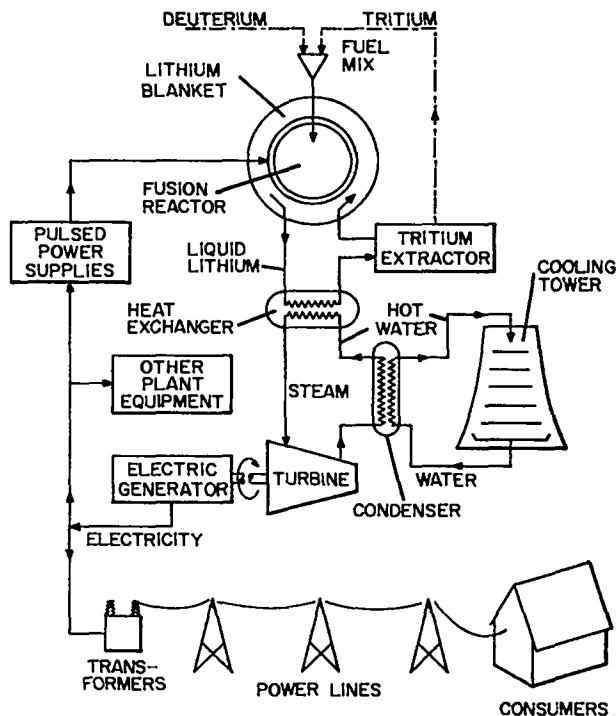 DEUTERIUM
TRITIUM
FUEL
MIX
LITHIUM
BLANKET
FUSION
REACTOR
PULSED
POWER
SUPPLIES
LIQUID
LITHIUM
TRITIUM
EXTRACTOR
COOLING
TOWER
HEAT
EXCHANGER
HOT
WATER
OTHER
PLANT
EQUIPMENT
STEAM
ELECTRIC
GENERATOR
TURBINE
WATER
CONDENSER
ELECTRICITY
TRANS-
FORMERS
POWER LINES
CONSUMERS